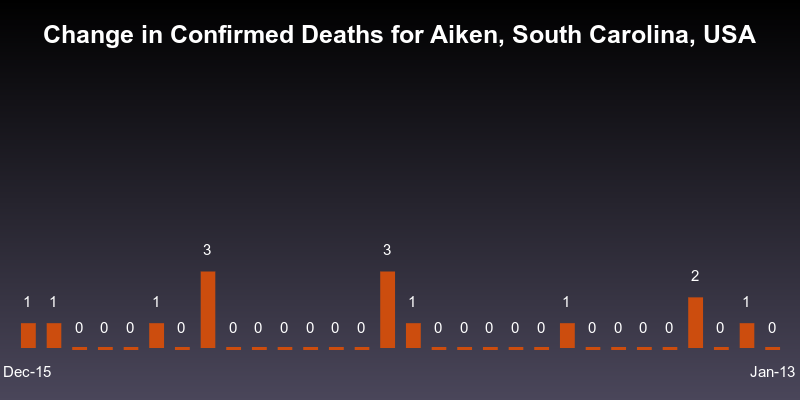 Change in Confirmed Deaths for Aiken, South Carolina, USA
1 1 0 0 0 1 0 3 0 0 0 0 0 0 3 1 0 0 0 0 0 1 0 0 0 0 2 0 1 0
Dec-15 Jan-13